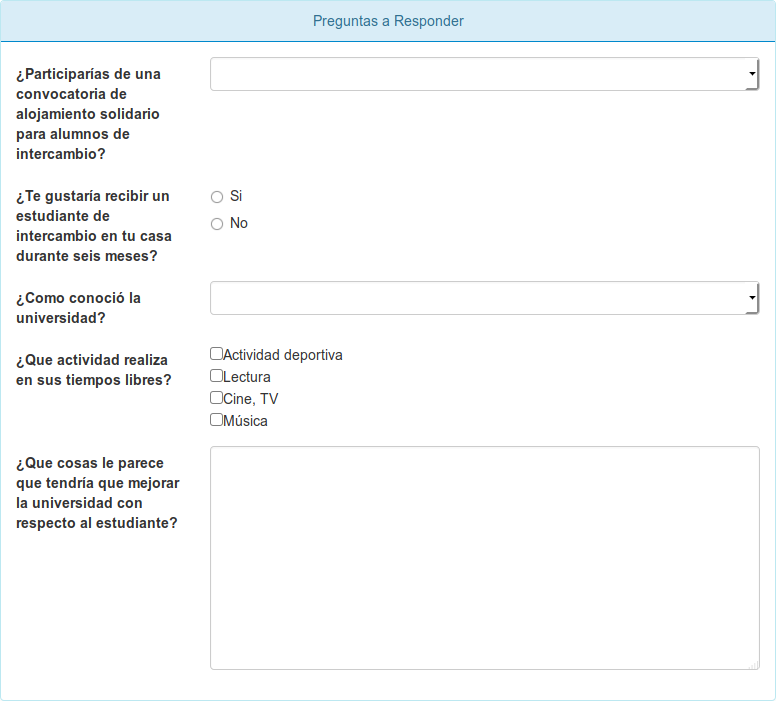 Preguntas a Responder
¿Participarías de una
convocatoria de
alojamiento solidario
para alumnos de
intercambio?
¿Te gustaría recibir un
estudiante de
intercambio en tu casa
durante seis meses?
Si
No
¿Como conoció la
universidad?
¿Que actividad realiza
en sus tiempos libres?
Actividad deportiva
Lectura
Cine, TV
Música
¿Que cosas le parece
que tendría que mejorar
la universidad con
respecto al estudiante?